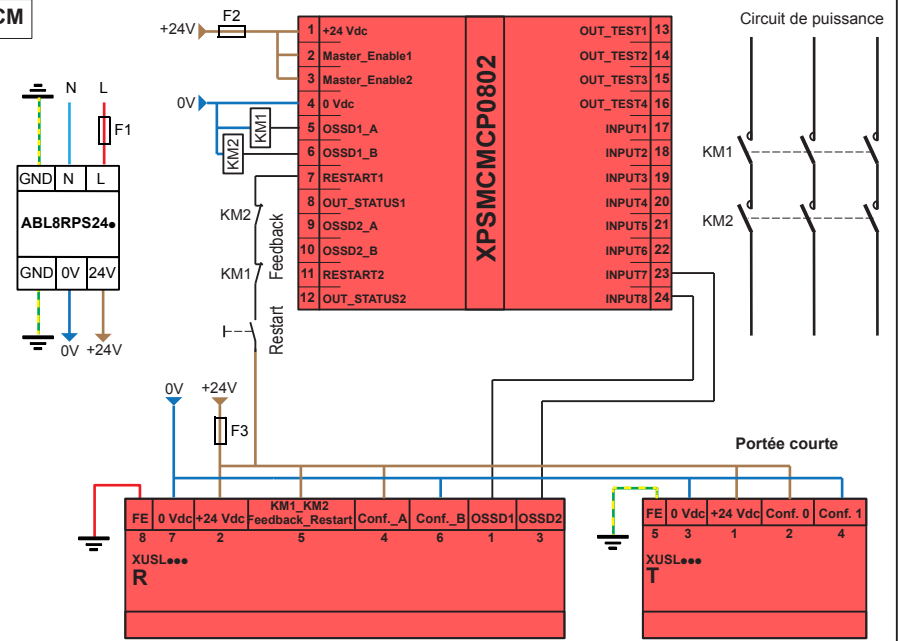 CM
N L
F1
GND N L
ABL8RPS24●
GND 0V 24V
0V +24V
+24V
F2
0V
KM1
KM2
1 +24 Vdc
2 Master_Enable1
3 Master_Enable2
4 0 Vdc
5 OSSD1_A
6 OSSD1_B
7 RESTART1
8 OUT_STATUS1
9 OSSD2_A
10 OSSD2_B
11 RESTART2
12 OUT_STATUS2
XPSMCMCP0802
OUT_TEST1 13
OUT_TEST2 14
OUT_TEST3 15
OUT_TEST4 16
INPUT1 17
INPUT2 18
INPUT3 19
INPUT4 20
INPUT5 21
INPUT6 22
INPUT7 23
INPUT8 24
KM2
KM1
Feedback
Restart
Circuit de puissance
KM1
KM2
0V +24V
F3
Portée courte
FE 0 Vdc +24 Vdc KM1_KM2
Feedback_Restart Conf._A Conf._B OSSD1 OSSD2
8 7 2 5 4 6 1 3
XUSL●●●
R
FE 0 Vdc +24 Vdc Conf. 0 Conf. 1
5 3 1 2 4
XUSL●●●
T